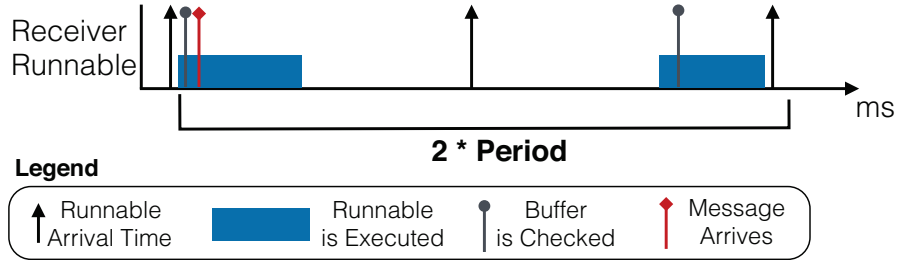 Receiver
Runnable
ms
2 * Period
Legend
Runnable
Arrival Time
Runnable
is Executed
Buffer
is Checked
Message
Arrives